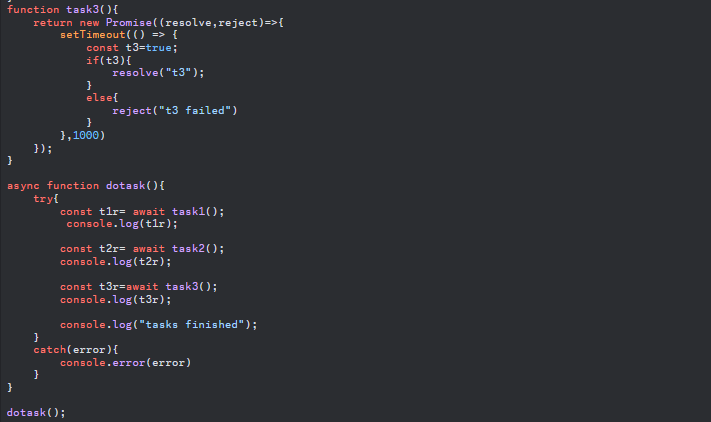 function task3(){
    return new Promise((resolve,reject)=>{
        setTimeout(() => {
            const t3=true;
            if(t3){
                resolve("t3");
            }
            else{
                reject("t3 failed")
            }
        },1000)
    });
}

async function dotask(){
    try{
        const t1r= await task1();
         console.log(t1r);

        const t2r= await task2();
        console.log(t2r);

        const t3r=await task3();
        console.log(t3r);

        console.log("tasks finished");
    }
    catch(error){
        console.error(error)
    }
}

dotask();